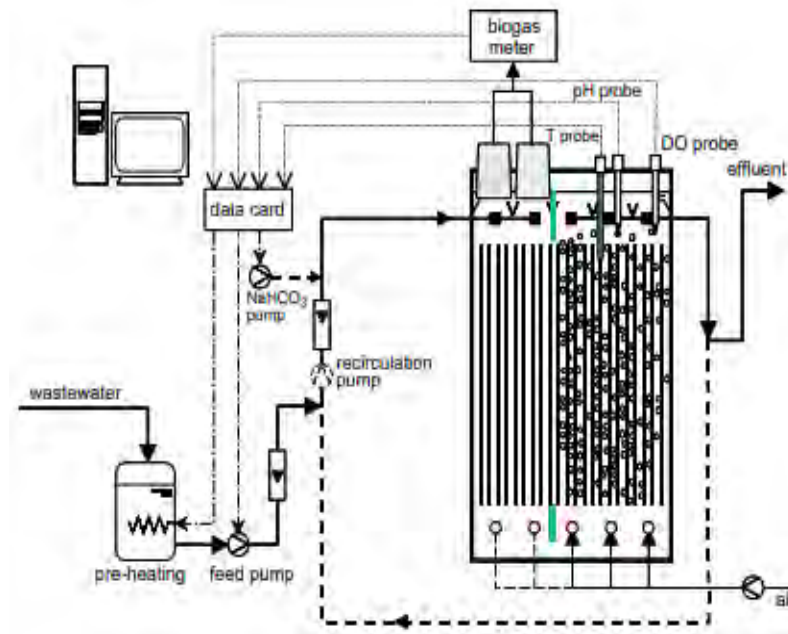 biogas
meter
pH probe
T probe
DO probe
effluent
data card
NaHCO3
pump
recirculation
pump
wastewater
pre-heating
feed pump